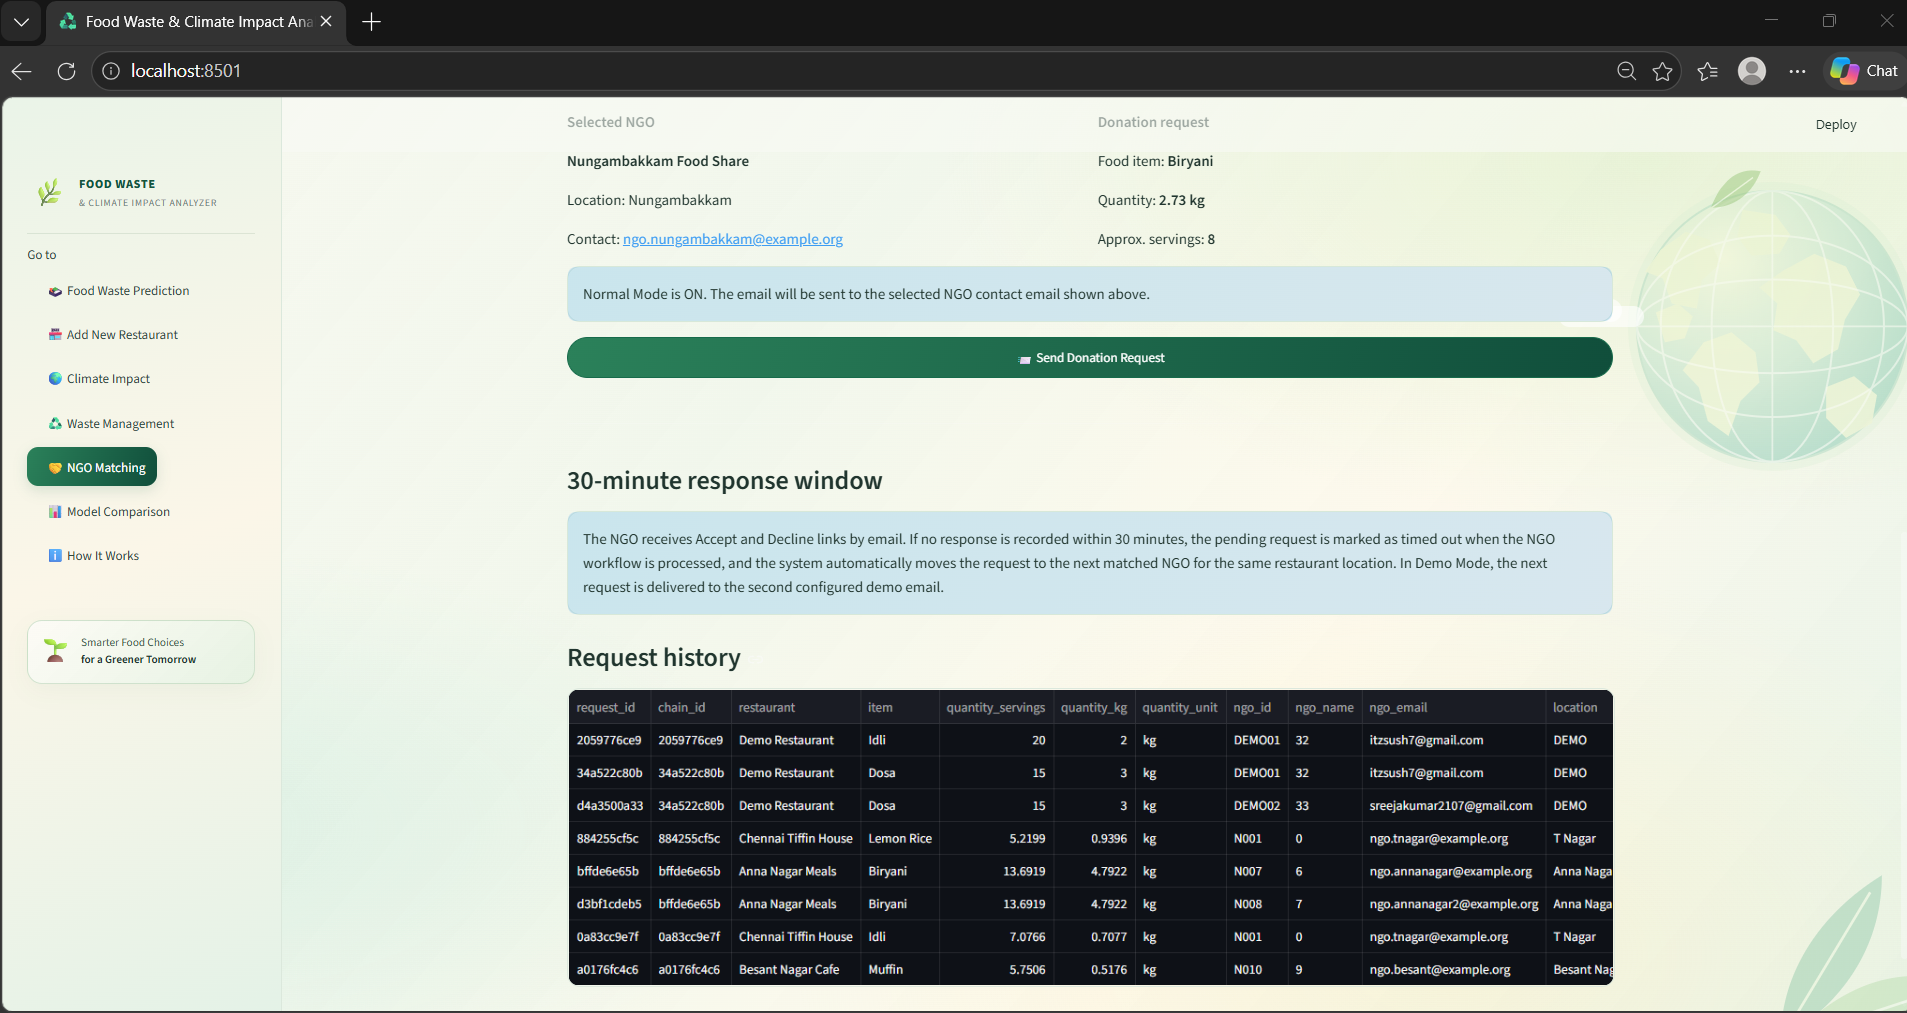 Food Waste & Climate Impact Ana
localhost:8501
Chat
Deploy
FOOD WASTE
& CLIMATE IMPACT ANALYZER
Go to
Food Waste Prediction
Add New Restaurant
Climate Impact
Waste Management
NGO Matching
Model Comparison
How It Works
Smarter Food Choices
for a Greener Tomorrow
Selected NGO
Nungambakkam Food Share
Location: Nungambakkam
Contact: ngo.nungambakkam@example.org
Donation request
Food item: Biryani
Quantity: 2.73 kg
Approx. servings: 8
Normal Mode is ON. The email will be sent to the selected NGO contact email shown above.
Send Donation Request
30-minute response window
The NGO receives Accept and Decline links by email. If no response is recorded within 30 minutes, the pending request is marked as timed out when the NGO
workflow is processed, and the system automatically moves the request to the next matched NGO for the same restaurant location. In Demo Mode, the next
request is delivered to the second configured demo email.
Request history
request_id chain_id restaurant item quantity_servings quantity_kg quantity_unit ngo_id ngo_name ngo_email location
2059776ce9 2059776ce9 Demo Restaurant Idli 20 2 kg DEMO01 32 itzsush7@gmail.com DEMO
34a522c80b 34a522c80b Demo Restaurant Dosa 15 3 kg DEMO01 32 itzsush7@gmail.com DEMO
d4a3500a33 34a522c80b Demo Restaurant Dosa 15 3 kg DEMO02 33 sreejakumar2107@gmail.com DEMO
884255cf5c 884255cf5c Chennai Tiffin House Lemon Rice 5.2199 0.9396 kg N001 0 ngo.tnagar@example.org T Nagar
bffde6e65b bffde6e65b Anna Nagar Meals Biryani 13.6919 4.7922 kg N007 6 ngo.annanagar@example.org Anna Naga
d3bf1cdeb5 bffde6e65b Anna Nagar Meals Biryani 13.6919 4.7922 kg N008 7 ngo.annanagar2@example.org Anna Naga
0a83cc9e7f 0a83cc9e7f Chennai Tiffin House Idli 7.0766 0.7077 kg N001 0 ngo.tnagar@example.org T Nagar
a0176fc4c6 a0176fc4c6 Besant Nagar Cafe Muffin 5.7506 0.5176 kg N010 9 ngo.besant@example.org Besant Nag